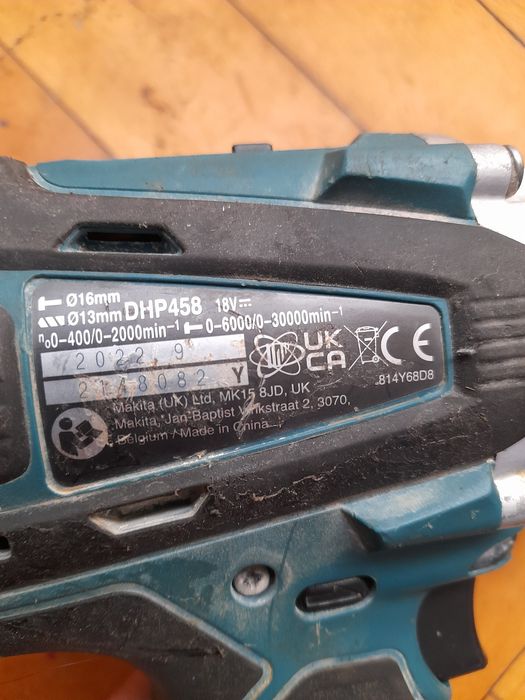 Ø16mm
Ø13mm DHP458 18V⎓
n₀0-400/0-2000min⁻¹ 0-6000/0-30000min⁻¹
2022.9
2148082 Y
UK
CA
CE
814Y68D8
Makita (UK) Ltd, MK15 8JD, UK
Makita, Jan-Baptist Vinkstraat 2, 3070,
Belgium / Made in China